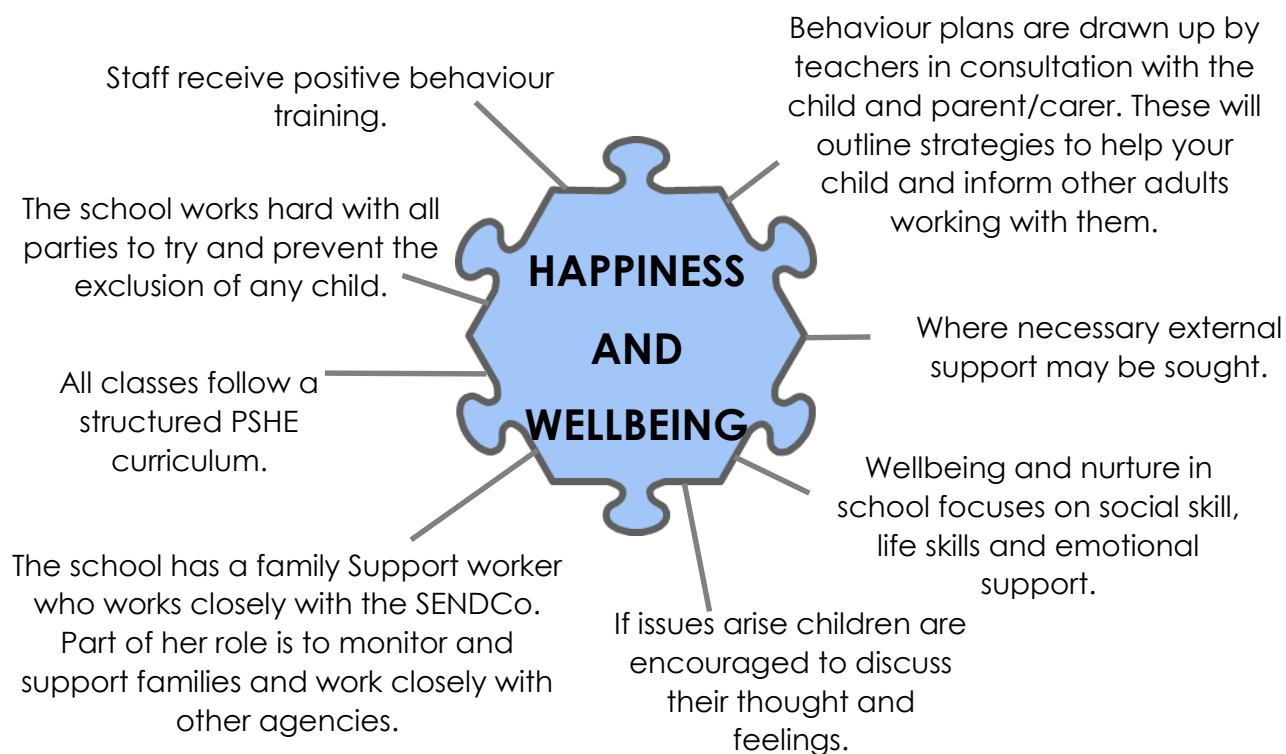 Staff receive positive behaviour
training.
Behaviour plans are drawn up by
teachers in consultation with the
child and parent/carer. These will
outline strategies to help your
child and inform other adults
working with them.
The school works hard with all
parties to try and prevent the
exclusion of any child.
HAPPINESS
AND
WELLBEING
Where necessary external
support may be sought.
All classes follow a
structured PSHE
curriculum.
Wellbeing and nurture in
school focuses on social skill,
life skills and emotional
support.
The school has a family Support worker
who works closely with the SENDCo.
Part of her role is to monitor and
support families and work closely with
other agencies.
If issues arise children are
encouraged to discuss
their thought and
feelings.